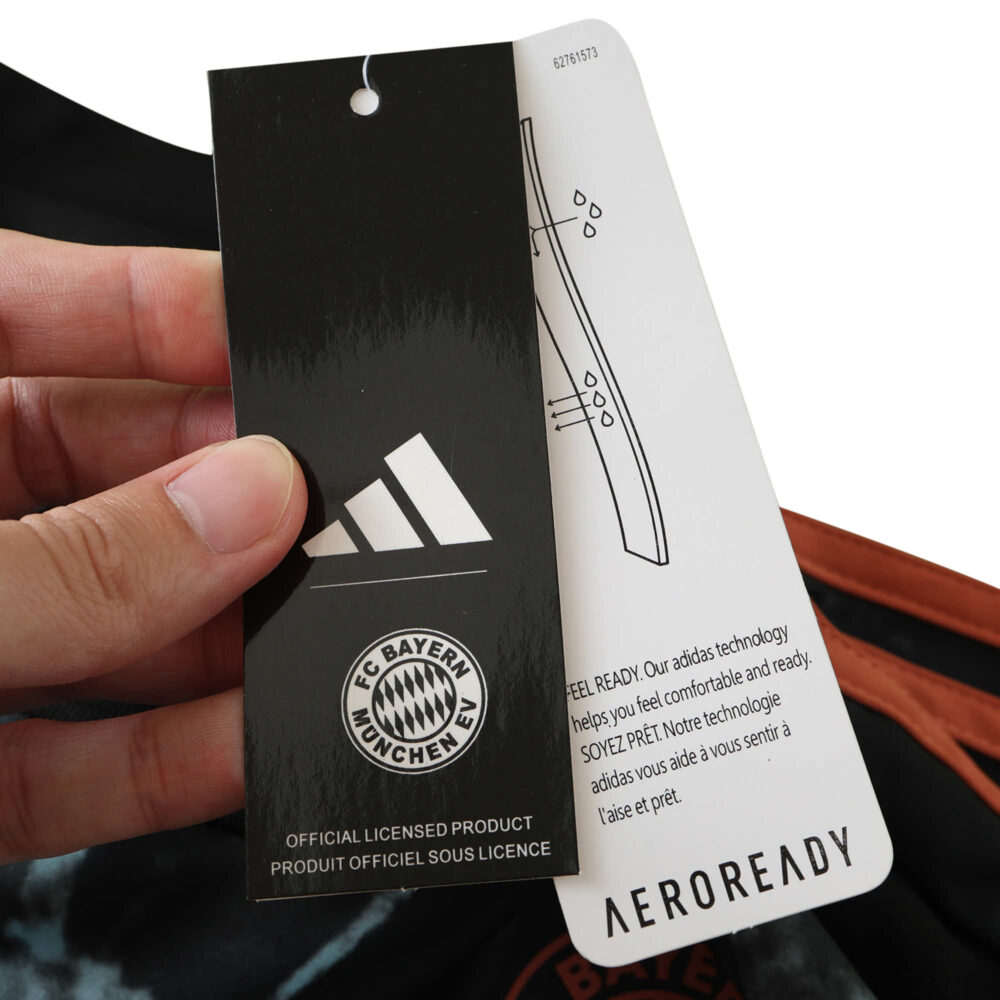 62761573
FC BAYERN
MÜNCHEN EV
OFFICIAL LICENSED PRODUCT
PRODUIT OFFICIEL SOUS LICENCE
FEEL READY. Our adidas technology
helps you feel comfortable and ready.
SOYEZ PRÊT. Notre technologie
adidas vous aide à vous sentir à
l'aise et prêt.
AEROREADY
BAYE